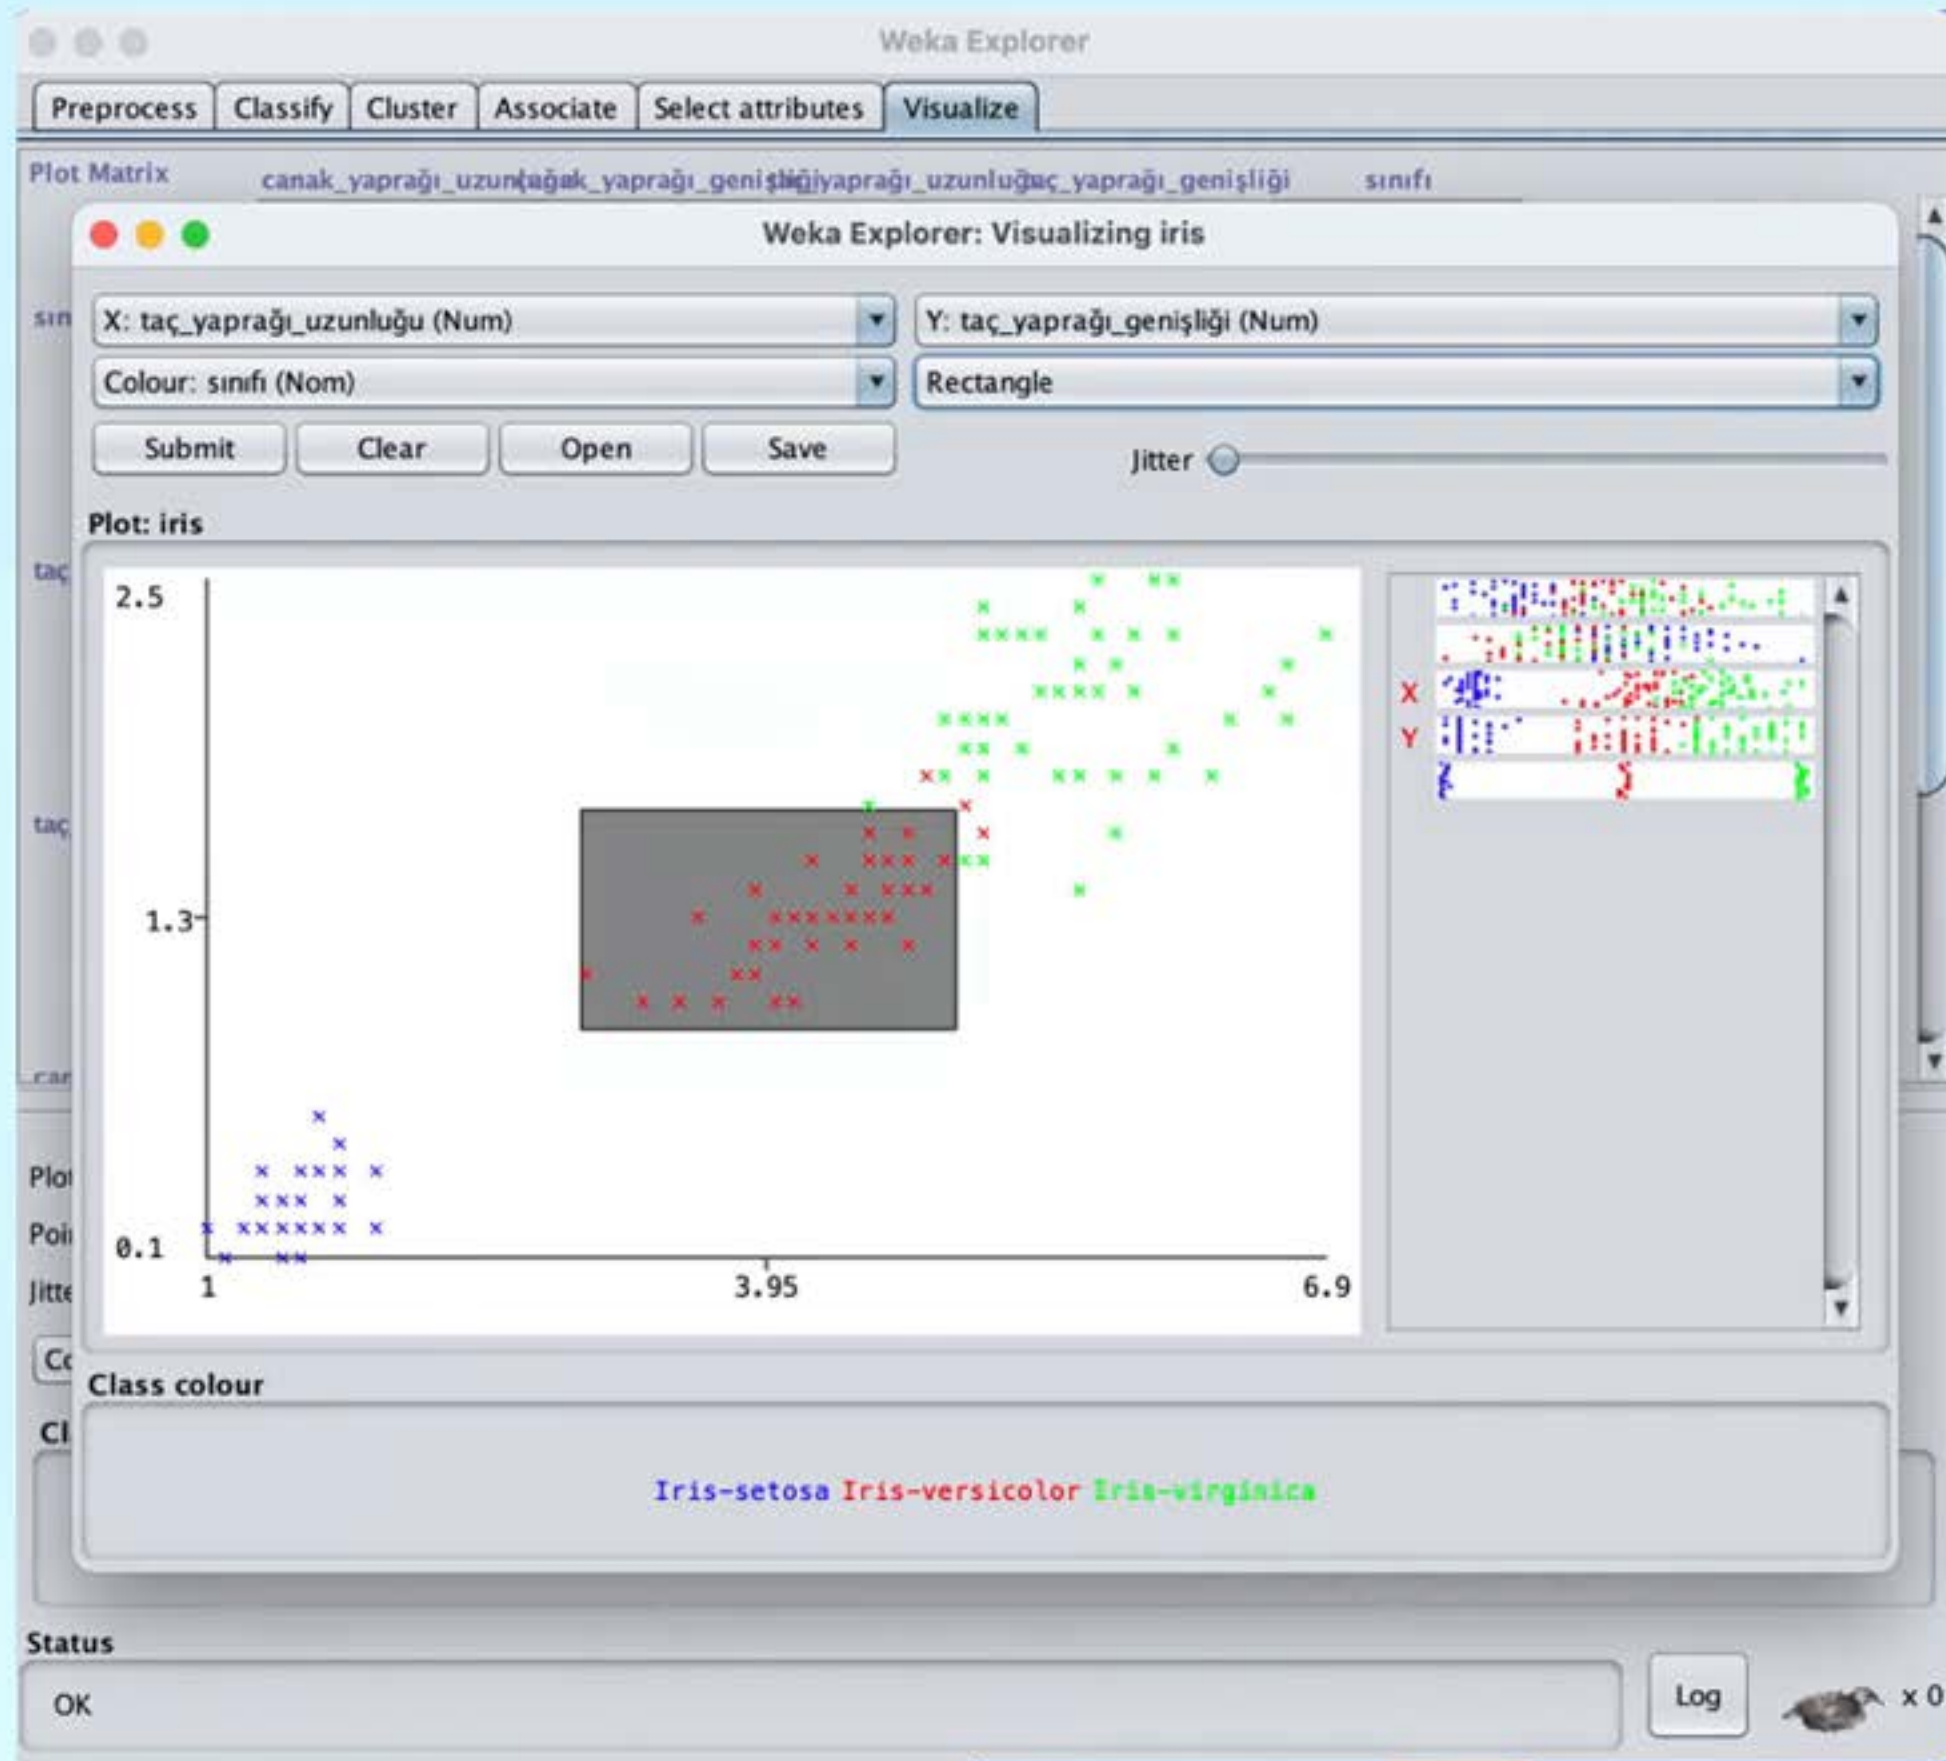 Weka Explorer
Preprocess Classify Cluster Associate Select attributes Visualize
Plot Matrix sınıfı
Weka Explorer: Visualizing iris
X: taç_yaprağı_uzunluğu (Num) Y: taç_yaprağı_genişliği (Num)
Colour: sınıfı (Nom) Rectangle
Submit Clear Open Save Jitter
Plot: iris
2.5
X
Y
1.3
0.1
1 3.95 6.9
Class colour
Iris-setosa Iris-versicolor Iris-virginica
Status
OK
Log x 0